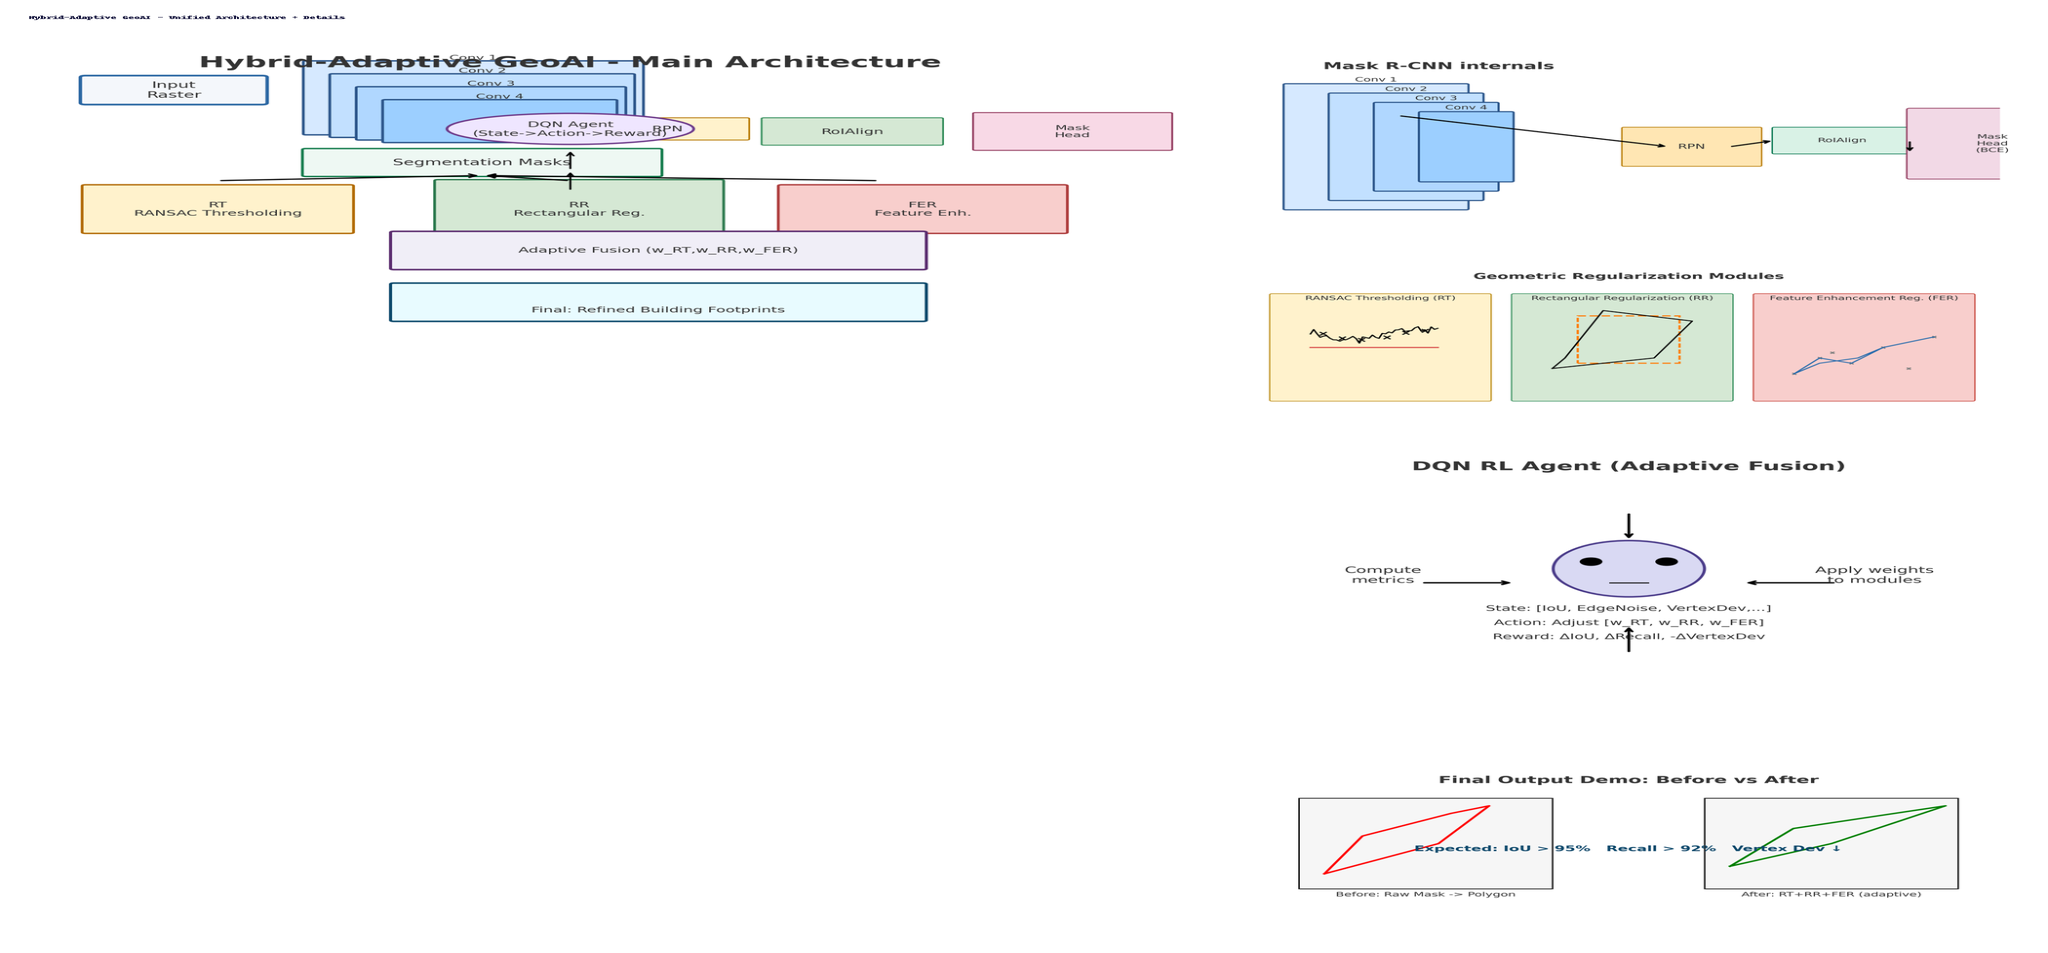 Hybrid-Adaptive GeoAI - Unified Architecture + Details
Hybrid-Adaptive GeoAI - Main Architecture
Conv 1
Conv 2
Conv 3
Conv 4
Input
Raster
DQN Agent
(State->Action->Reward)
RPN
RoIAlign
Mask
Head
Segmentation Masks
RT
RANSAC Thresholding
RR
Rectangular Reg.
FER
Feature Enh.
Adaptive Fusion (w_RT,w_RR,w_FER)
Final: Refined Building Footprints
Mask R-CNN internals
Conv 1
Conv 2
Conv 3
Conv 4
RPN
RoIAlign
Mask
Head
(BCE)
Geometric Regularization Modules
RANSAC Thresholding (RT)
Rectangular Regularization (RR)
Feature Enhancement Reg. (FER)
DQN RL Agent (Adaptive Fusion)
Compute
metrics
Apply weights
to modules
State: [IoU, EdgeNoise, VertexDev,...]
Action: Adjust [w_RT, w_RR, w_FER]
Reward: ΔIoU, ΔRecall, -ΔVertexDev
Final Output Demo: Before vs After
Expected: IoU > 95%   Recall > 92%   Vertex Dev ↓
Before: Raw Mask -> Polygon
After: RT+RR+FER (adaptive)